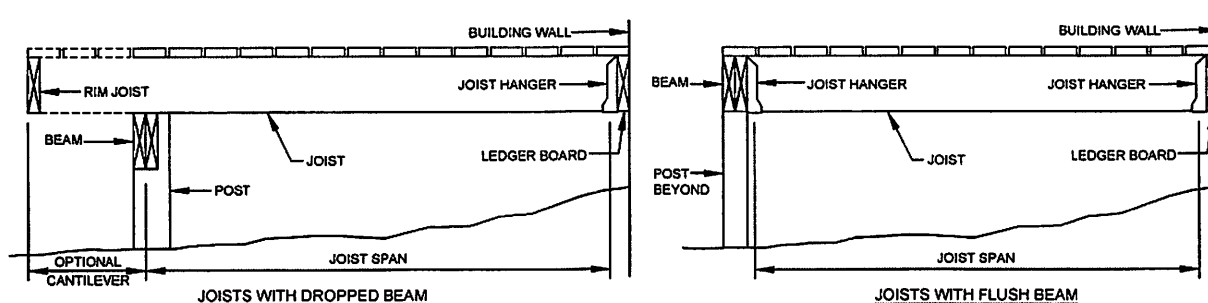 BUILDING WALL
RIM JOIST
JOIST HANGER
BEAM
JOIST
LEDGER BOARD
POST
OPTIONAL
CANTILEVER
JOIST SPAN
JOISTS WITH DROPPED BEAM
BUILDING WALL
BEAM
JOIST HANGER
JOIST HANGER
JOIST
LEDGER BOARD
POST
BEYOND
JOIST SPAN
JOISTS WITH FLUSH BEAM